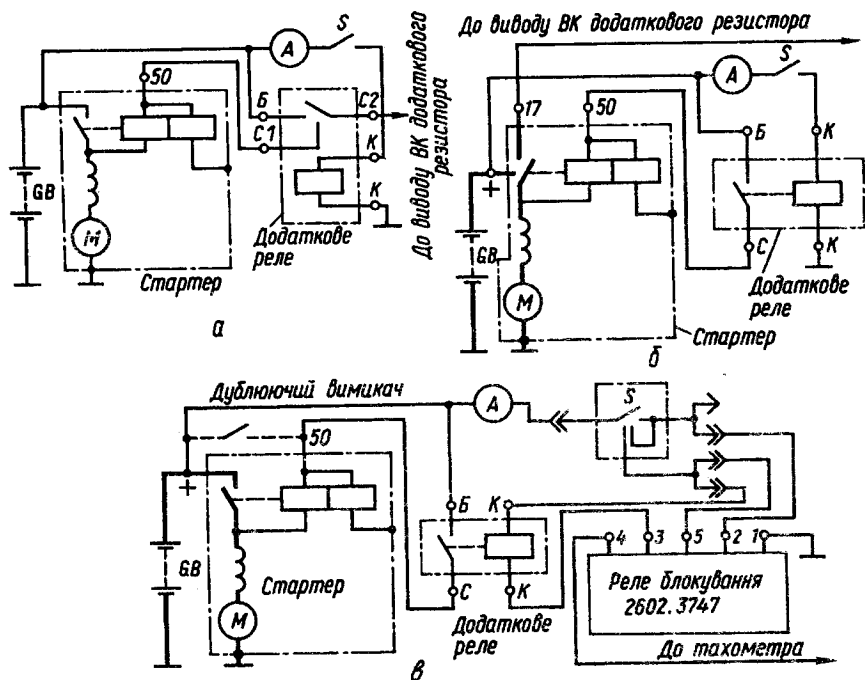 А
S
50
Б
С2
С1
К
К
GB
М
Додаткове
реле
Стартер
До виводу ВК додаткового
резистора
а
До виводу ВК додаткового резистора
S
А
17
50
Б
К
+
GB
М
С
К
Додаткове
реле
Стартер
б
Дублюючий вимикач
А
S
50
+
Б
К
4
3
5
2
1
GB
Стартер
С
К
М
Додаткове
реле
Реле блокування
2602.3747
До тахометра
в